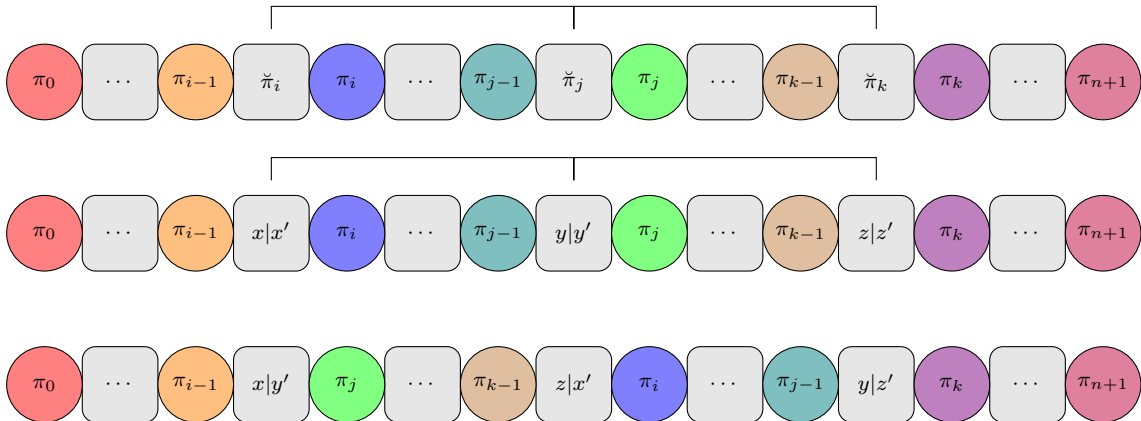 π₀ ⋯ πᵢ₋₁ π̆ᵢ πᵢ ⋯ πⱼ₋₁ π̆ⱼ πⱼ ⋯ πₖ₋₁ π̆ₖ πₖ ⋯ πₙ₊₁
π₀ ⋯ πᵢ₋₁ x|x′ πᵢ ⋯ πⱼ₋₁ y|y′ πⱼ ⋯ πₖ₋₁ z|z′ πₖ ⋯ πₙ₊₁
π₀ ⋯ πᵢ₋₁ x|y′ πⱼ ⋯ πₖ₋₁ z|x′ πᵢ ⋯ πⱼ₋₁ y|z′ πₖ ⋯ πₙ₊₁